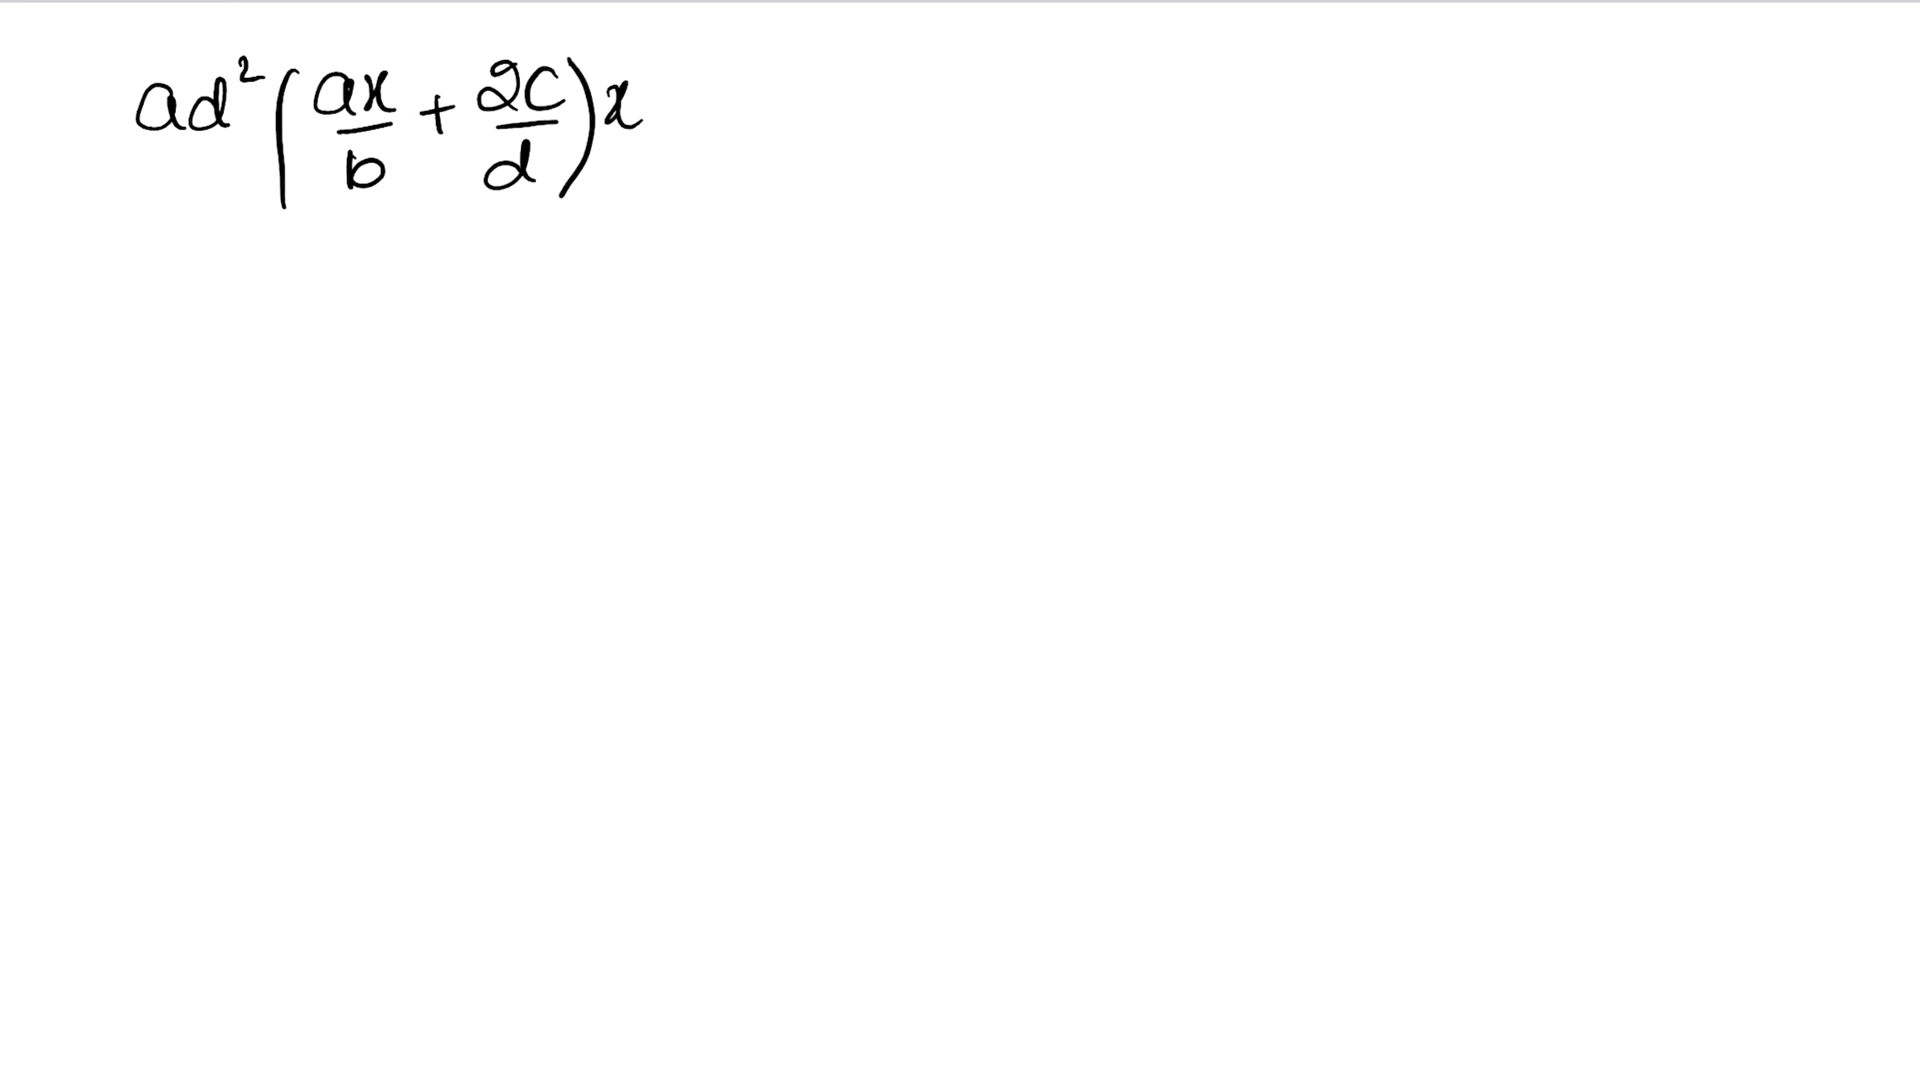 ad²(ax/b + 2c/d)x